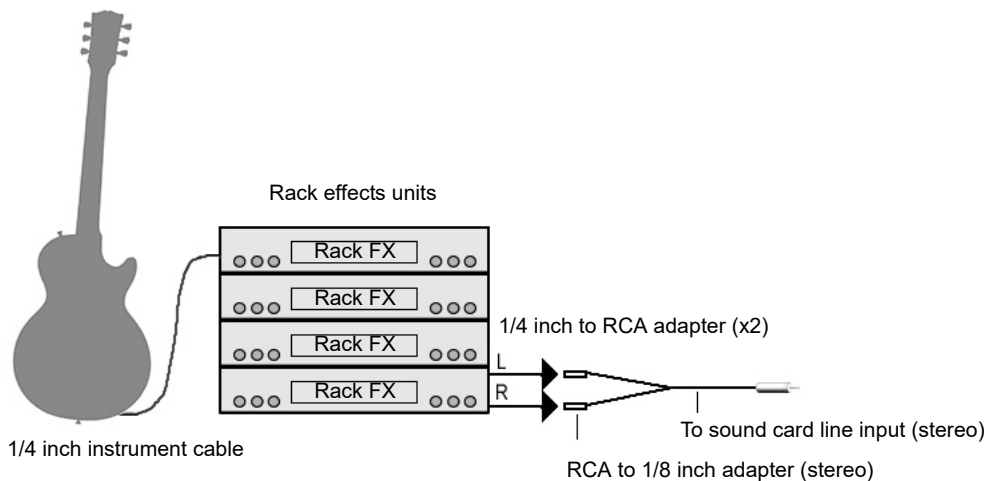 Rack effects units
Rack FX
Rack FX
Rack FX
Rack FX
1/4 inch to RCA adapter (x2)
L
R
To sound card line input (stereo)
1/4 inch instrument cable
RCA to 1/8 inch adapter (stereo)